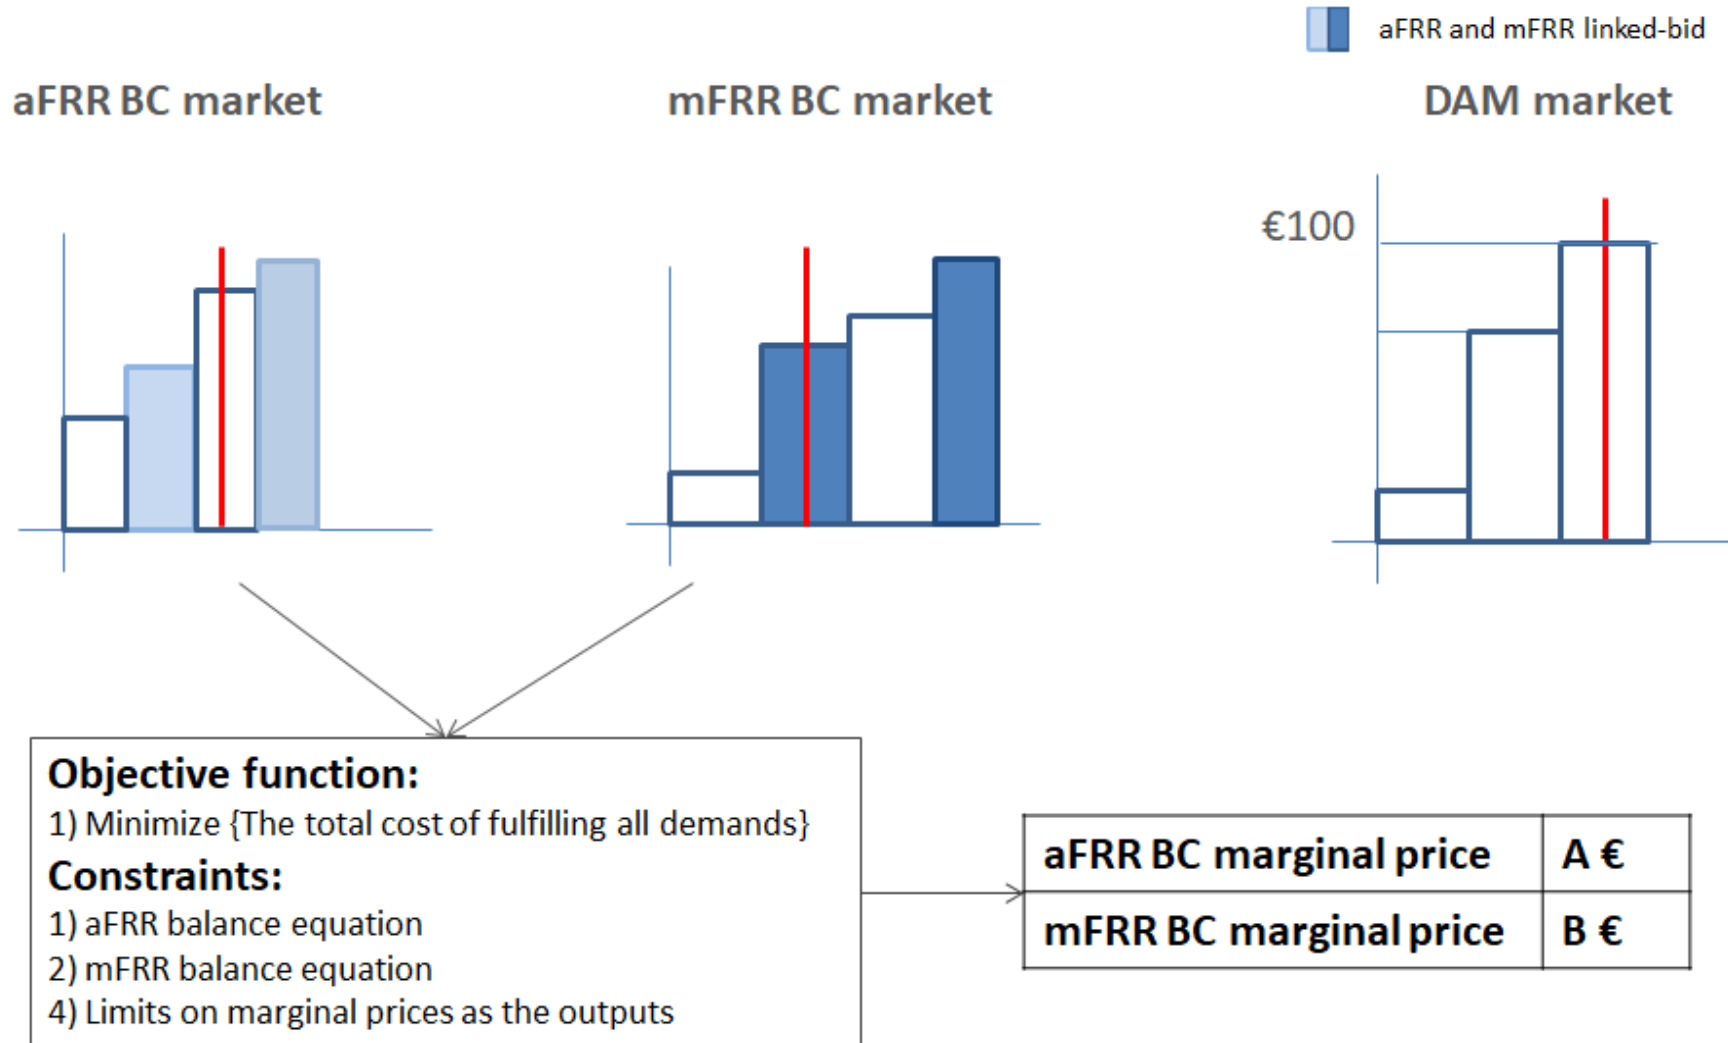 aFRR and mFRR linked-bid
aFRR BC market
mFRR BC market
DAM market
€100
Objective function:
1) Minimize {The total cost of fulfilling all demands}
Constraints:
1) aFRR balance equation
2) mFRR balance equation
4) Limits on marginal prices as the outputs
aFRR BC marginal price A €
mFRR BC marginal price B €